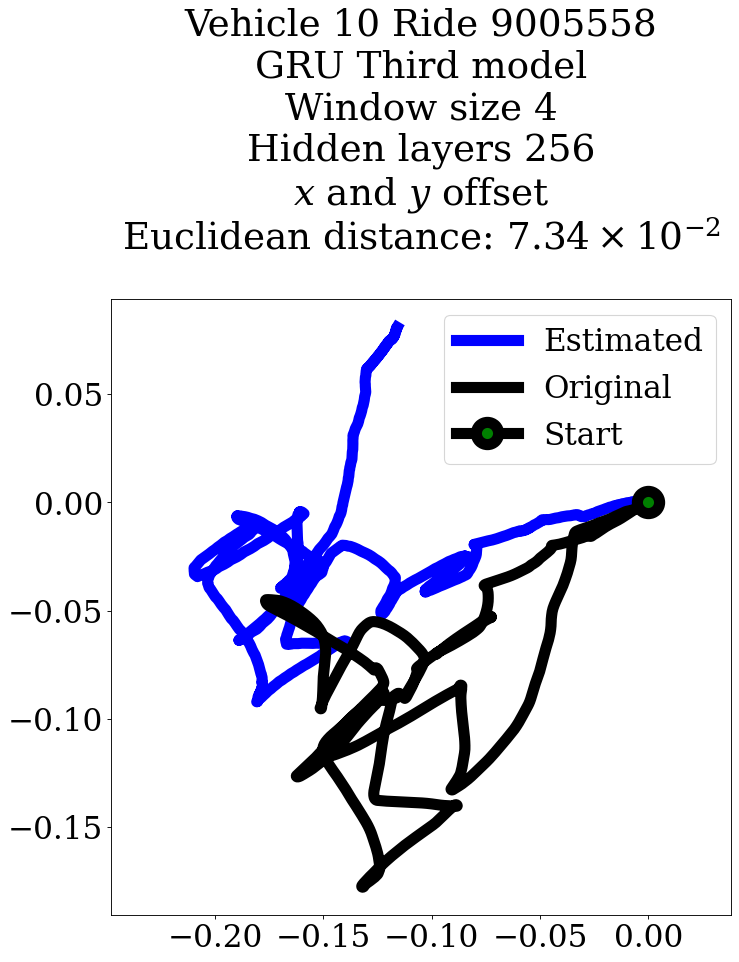 Vehicle 10 Ride 9005558
GRU Third model
Window size 4
Hidden layers 256
x and y offset
Euclidean distance: 7.34 × 10⁻²
Estimated
Original
Start
0.05
0.00
−0.05
−0.10
−0.15
−0.20 −0.15 −0.10 −0.05 0.00